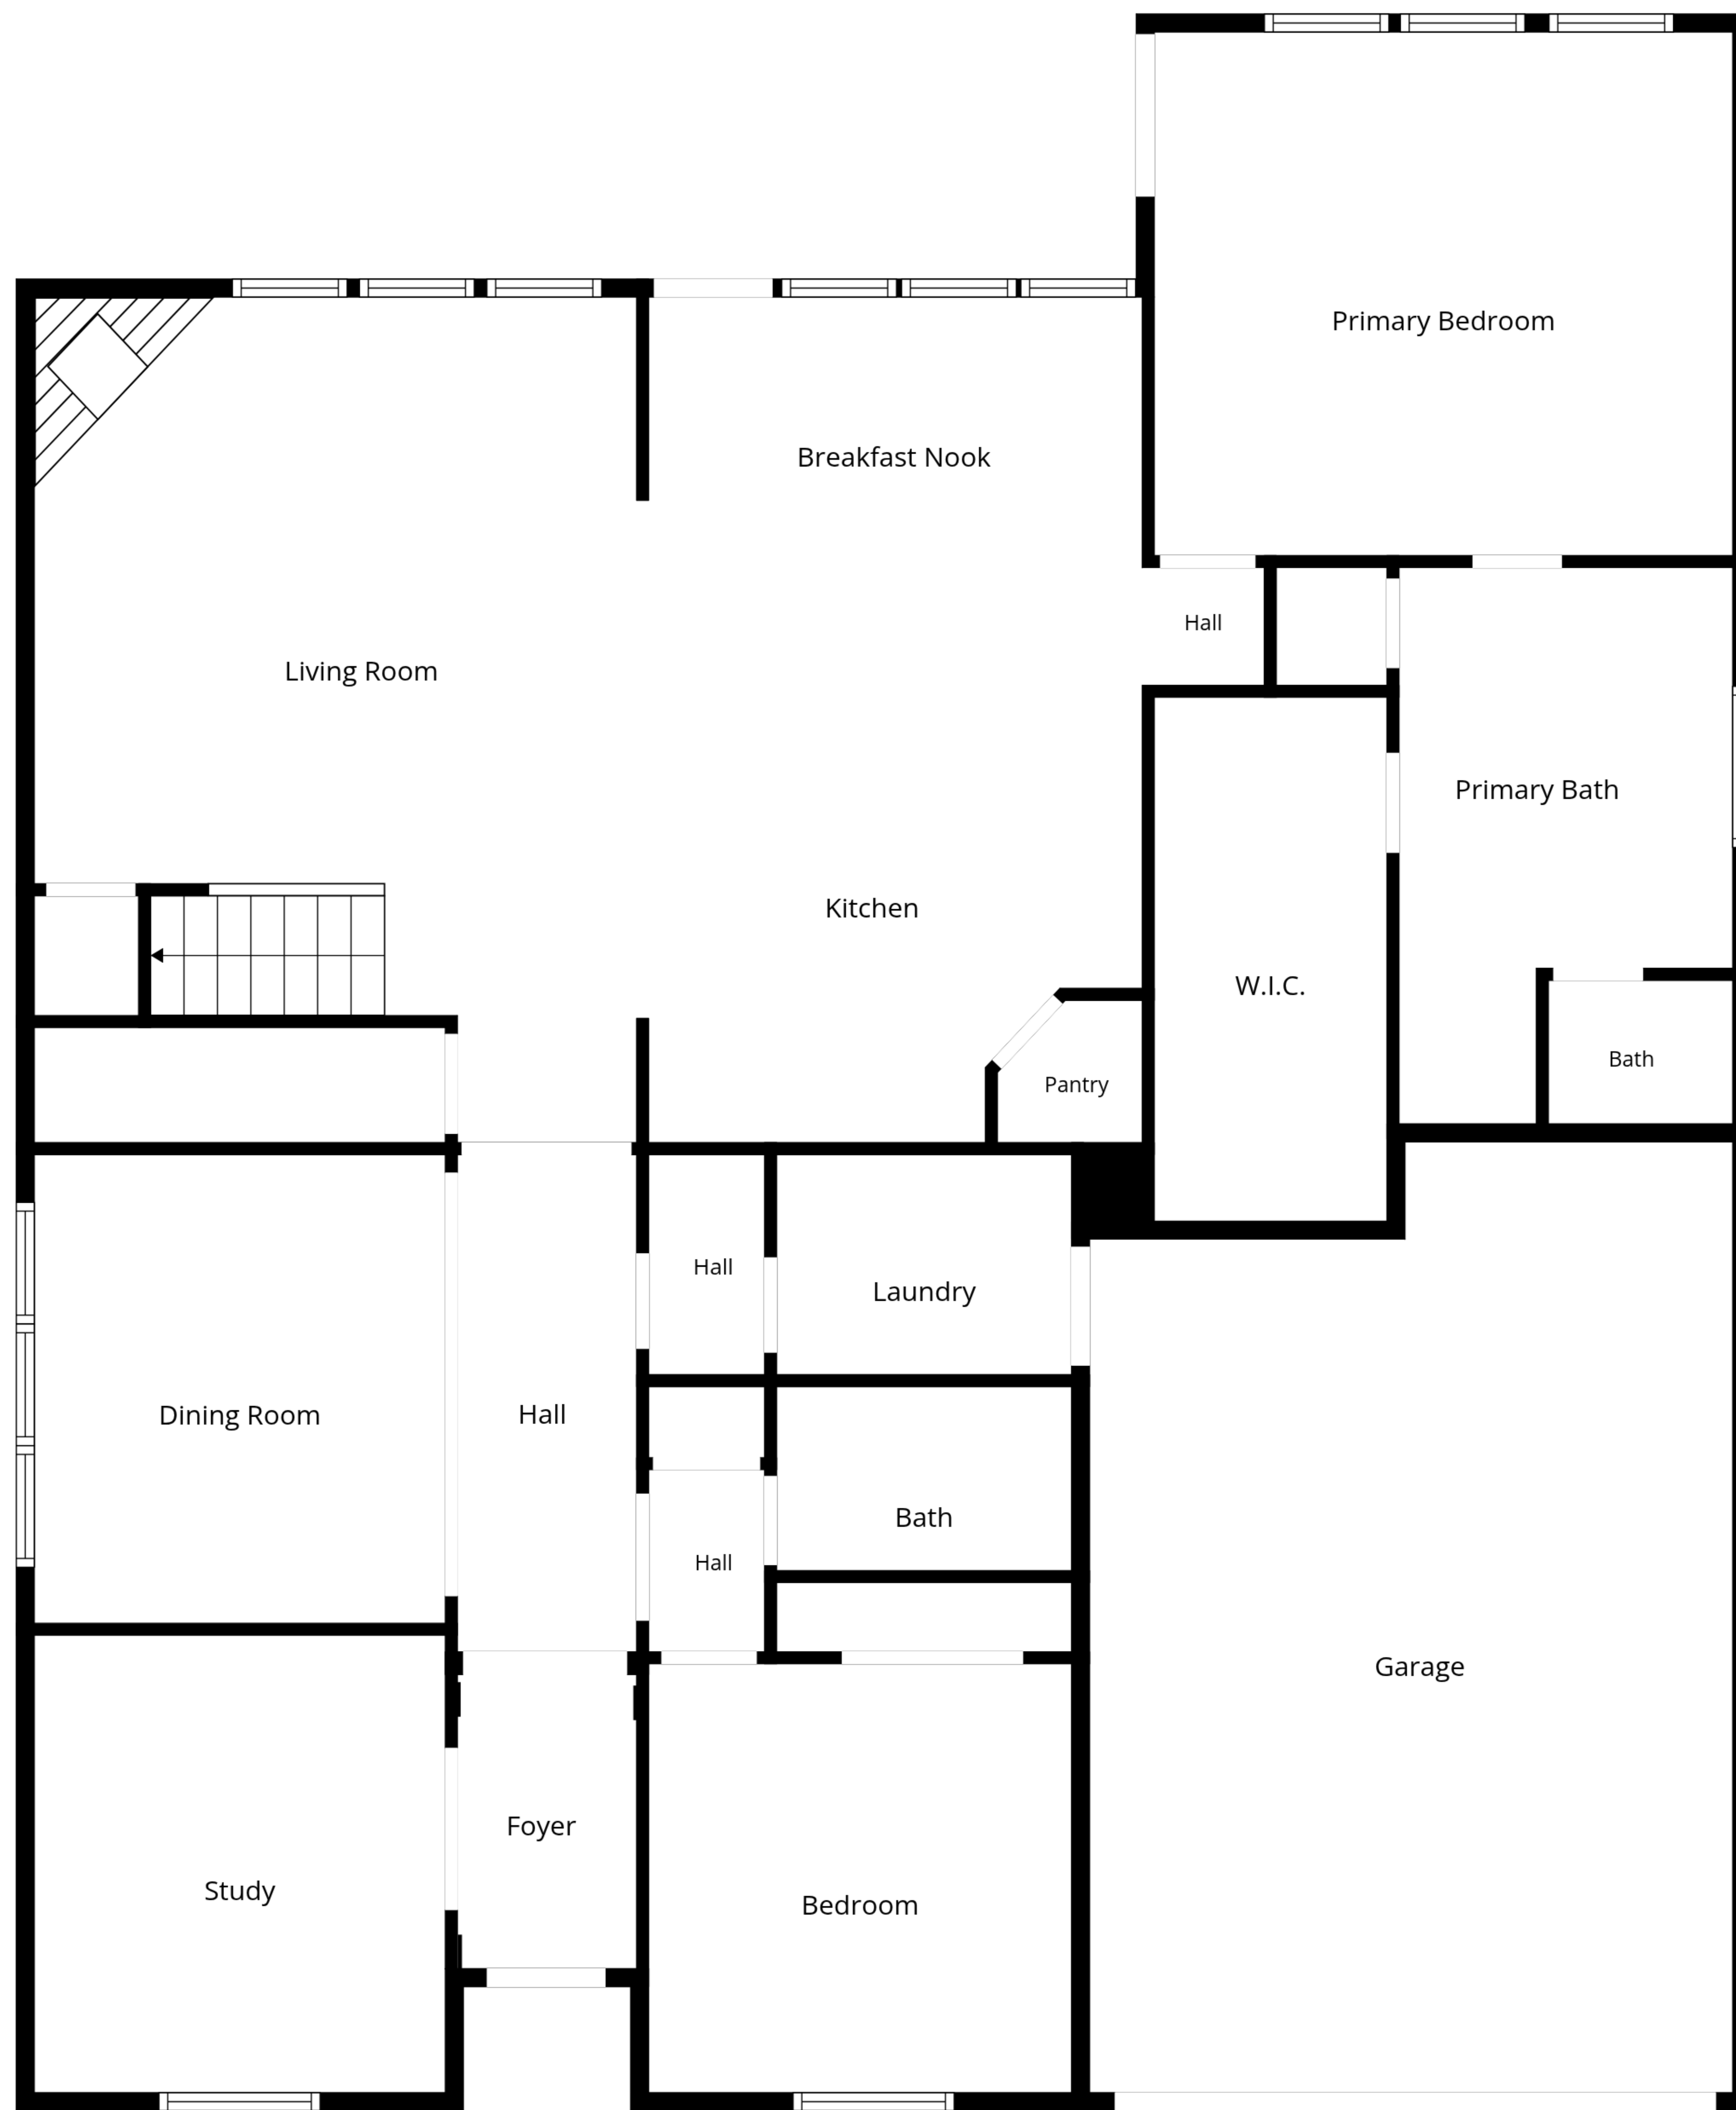 Primary Bedroom
Breakfast Nook
Hall
Living Room
Primary Bath
Kitchen
W.I.C.
Bath
Pantry
Hall
Laundry
Dining Room
Hall
Bath
Hall
Garage
Foyer
Study
Bedroom